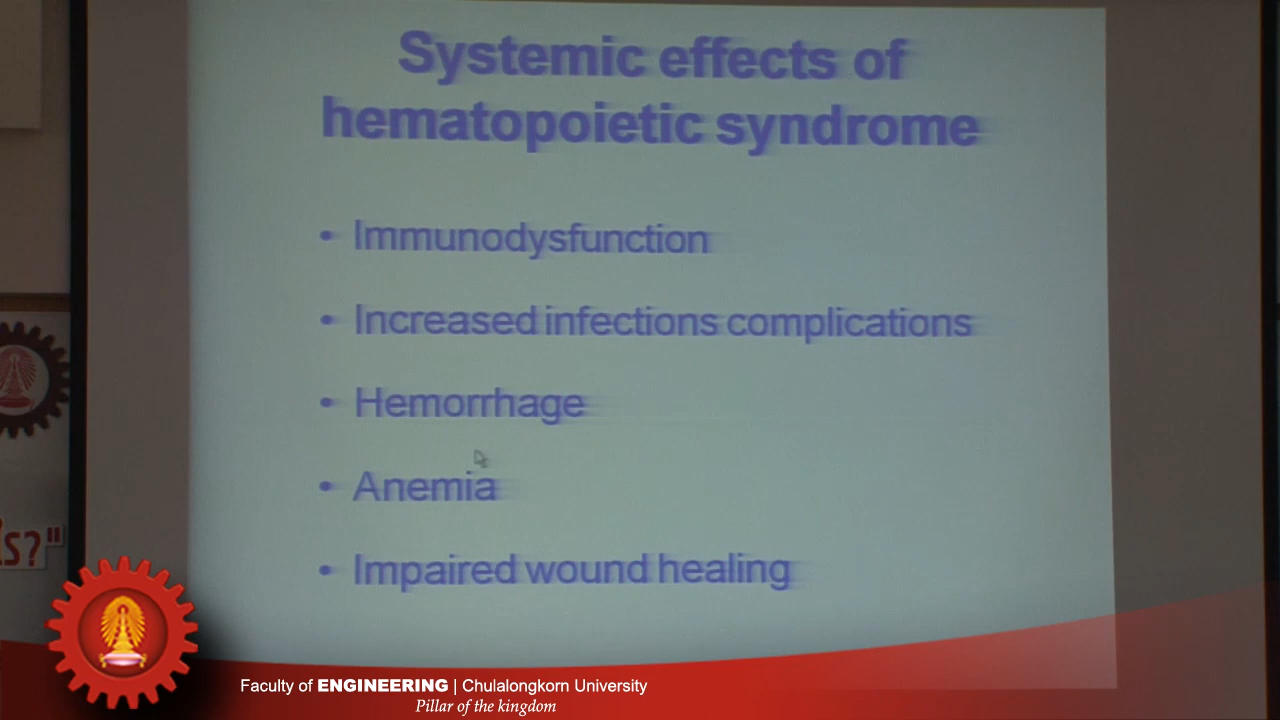 Systemic effects of
hematopoietic syndrome
• Immunodysfunction
• Increased infections complications
• Hemorrhage
• Anemia
• Impaired wound healing
s?"
Faculty of ENGINEERING | Chulalongkorn University
Pillar of the kingdom